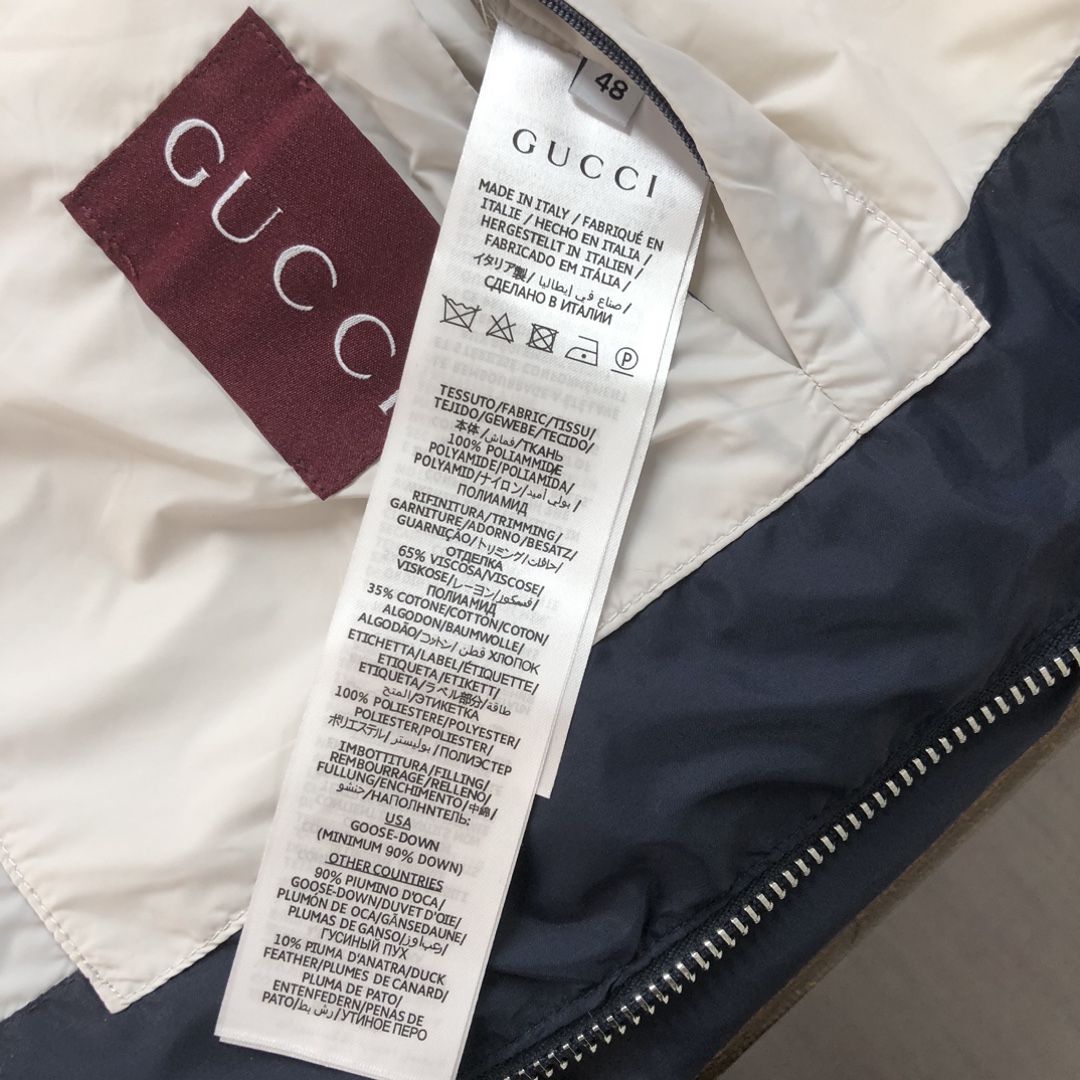 GUCCI
48
GUCCI
MADE IN ITALY / FABRIQUÉ EN
ITALIE / HECHO EN ITALIA /
HERGESTELLT IN ITALIEN /
FABRICADO EM ITÁLIA /
イタリア製 / صناع في إيطاليا /
СДЕЛАНО В ИТАЛИИ
P
TESSUTO/FABRIC/TISSU/
TEJIDO/GEWEBE/TECIDO/
本体/قماش/ТКАНЬ
100% POLIAMMIDE
POLYAMIDE/POLIAMIDA/
POLYAMID/ナイロン/بولي أميد/
ПОЛИАМИД
RIFINITURA/TRIMMING/
GARNITURE/ADORNO/BESATZ/
GUARNIÇÃO/トリミング/حافات/
ОТДЕЛКА
65% VISCOSA/VISCOSE/
VISKOSE/レーヨン/فسكوز/
ПОЛИАМИД
35% COTONE/COTTON/COTON/
ALGODON/BAUMWOLLE/
ALGODÃO/コットン/قطن ХЛОПОК
ETICHETTA/LABEL/ÉTIQUETTE/
ETIQUETA/ETIKETT/
ETIQUETA/ラベル部分/طاقة
المنح/ЭТИКЕТКА
100% POLIESTERE/POLYESTER/
POLYESTER/POLIESTER/
ポリエステル/بوليستر/ПОЛИЭСТЕР
IMBOTTITURA/FILLING/
REMBOURRAGE/RELLENO/
FULLUNG/ENCHIMENTO/中綿/
حنشو/НАПОЛНТЕЛЬ:
USA
GOOSE-DOWN
(MINIMUM 90% DOWN)
OTHER COUNTRIES
90% PIUMINO D'OCA/
GOOSE-DOWN/DUVET D'OIE/
PLUMÓN DE OCA/GÄNSEDAUNE/
PLUMAS DE GANSO/
ГУСИНЫЙ ПУХ
10% PIUMA D'ANATRA/DUCK
FEATHER/PLUMES DE CANARD/
PLUMA DE PATO/
ENTENFEDERN/PENAS DE
PATO/رش بط/УТИНОЕ ПЕРО